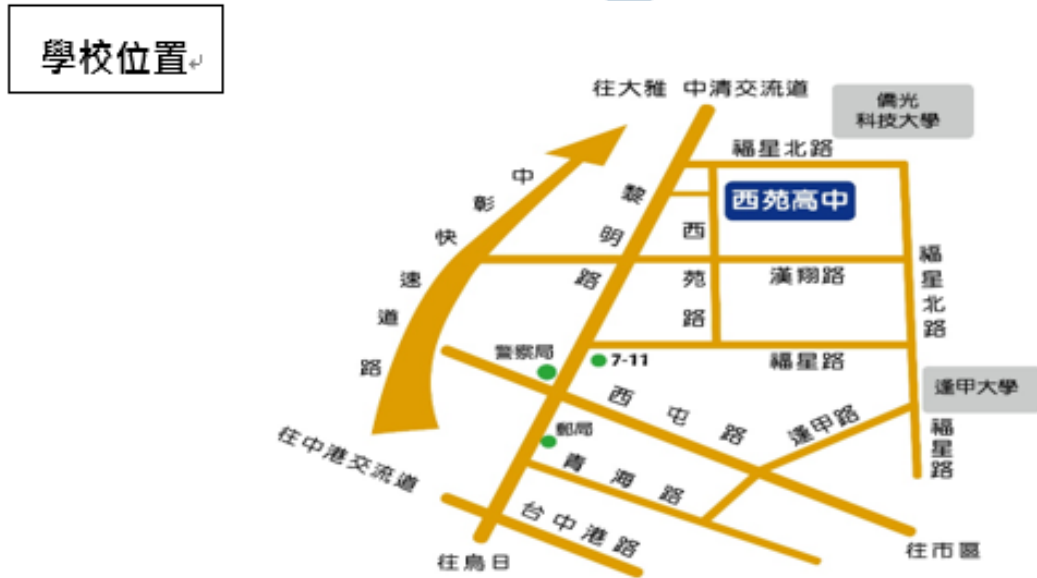 學校位置
往大雅 中清交流道
僑光
科技大學
福星北路
西苑高中
中彰快速道路
黎明路
西苑路
漢翔路
福星北路
警察局
7-11
福星路
西屯路
逢甲路
逢甲大學
福星路
郵局
青海路
往中港交流道
台中港路
往烏日
往市區